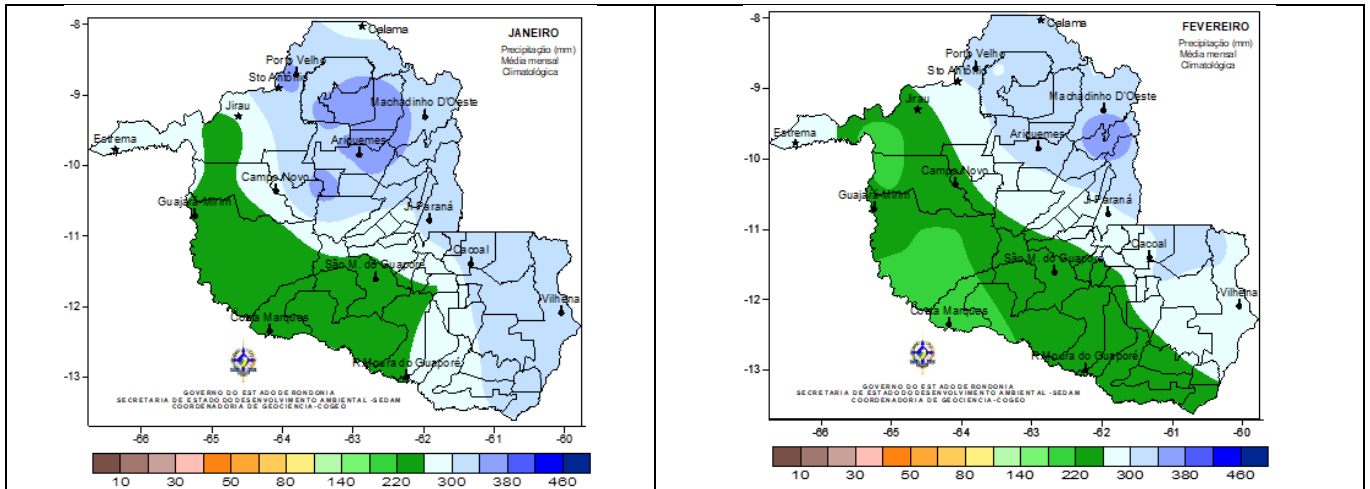 JANEIRO
Precipitação (mm)
Média mensal
Climatológica
Calama
Porto Velho
Sto Antônio
Jirau
Machadinho D'Oeste
Estrema
Ariquemes
Campo Novo
Guajará-Mirim
Ji-Paraná
Cacoal
São M. do Guaporé
Vilhena
Costa Marques
P.Moura do Guaporé
GOVERNO DO ESTADO DE RONDONIA
SECRETARIA DE ESTADO DO DESENVOLVIMENTO AMBIENTAL -SEDAM
COORDENADORIA DE GEOCIENCIA-COGEO
-8
-9
-10
-11
-12
-13
-66 -65 -64 -63 -62 -61 -60
10 30 50 80 140 220 300 380 460
FEVEREIRO
Precipitação (mm)
Média mensal
Climatológica
Calama
Porto Velho
Sto Antônio
Jirau
Machadinho D'Oeste
Estrema
Ariquemes
Campo Novo
Guajará-Mirim
Ji-Paraná
Cacoal
São M. do Guaporé
Vilhena
Costa Marques
P.Moura do Guaporé
GOVERNO DO ESTADO DE RONDONIA
SECRETARIA DE ESTADO DO DESENVOLVIMENTO AMBIENTAL -SEDAM
COORDENADORIA DE GEOCIENCIA-COGEO
-8
-9
-10
-11
-12
-13
-66 -65 -64 -63 -62 -61 -60
10 30 50 80 140 220 300 380 460